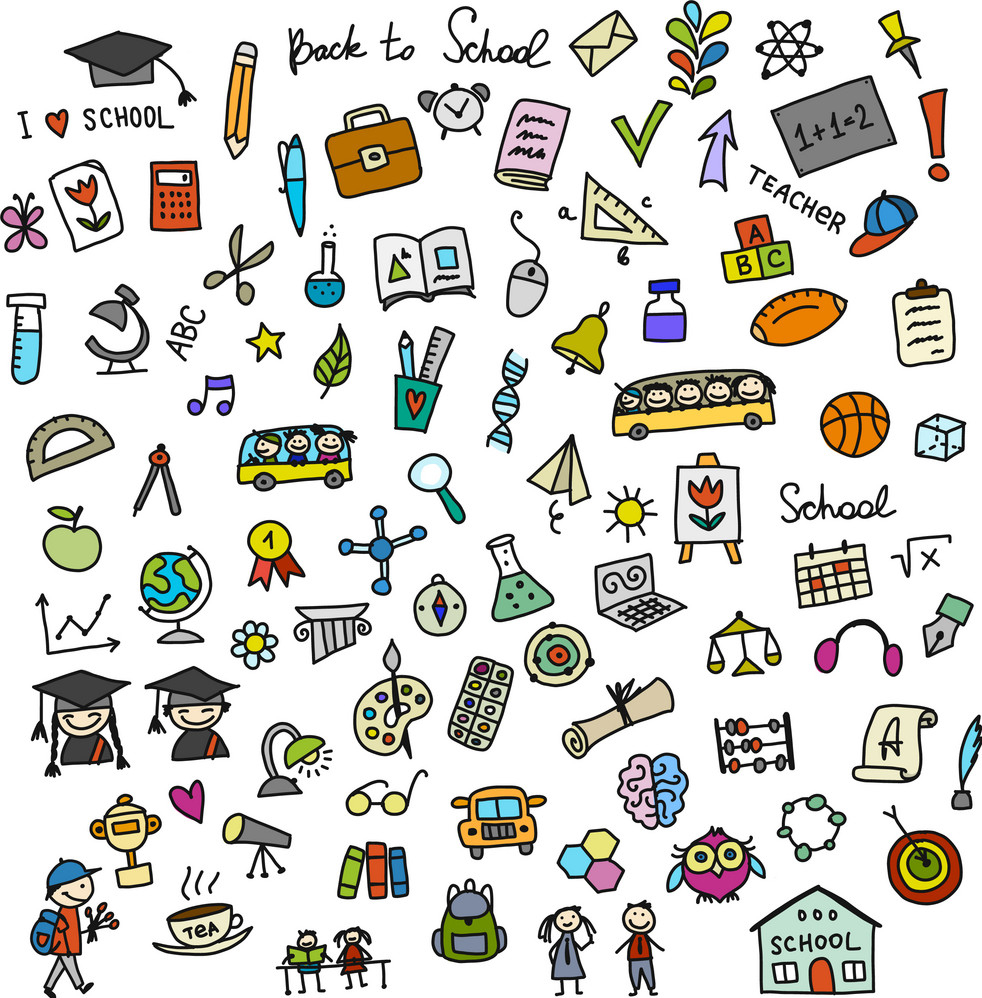 Back to School
I ♥ SCHOOL
1+1=2
TEACHER
a
c
b
A
B C
ABC
School
1
√x
A
TEA
SCHOOL